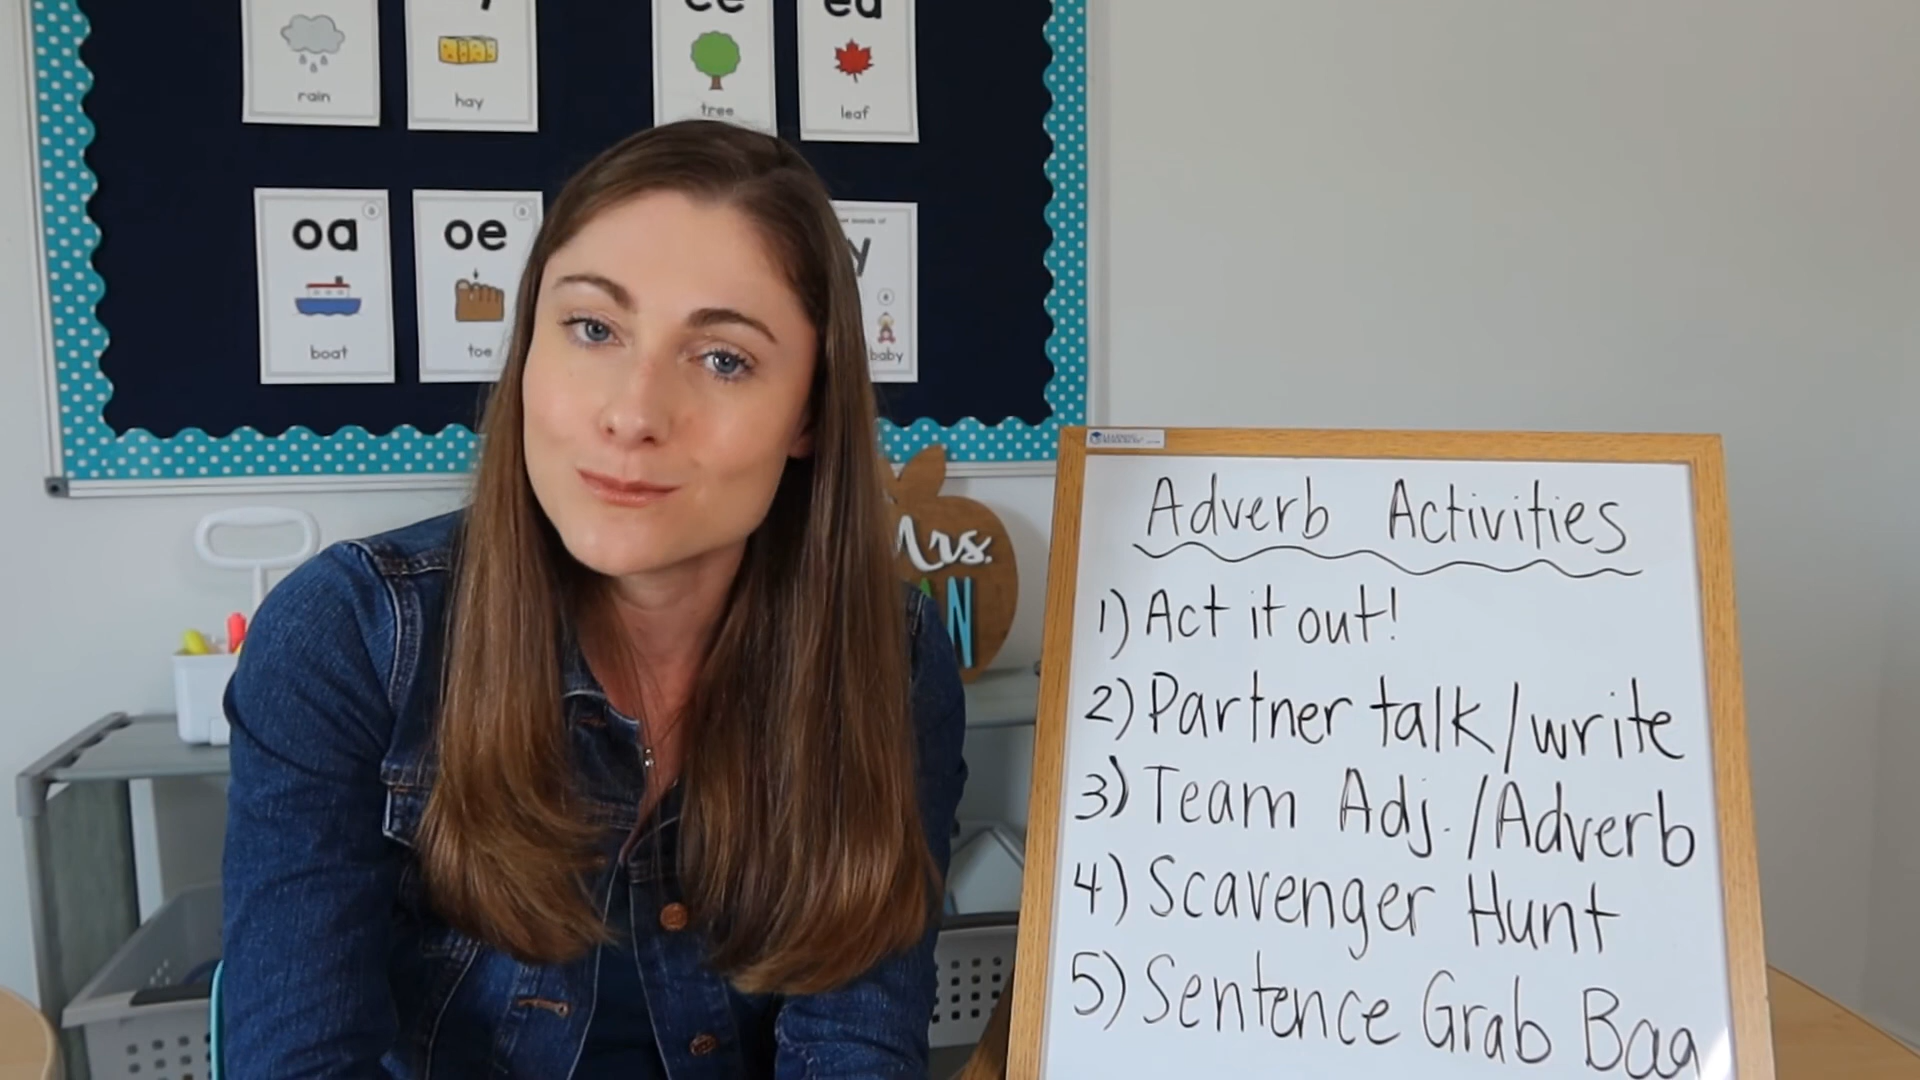 rain
hay
tree
leaf
oa
oe
y
boat
toe
baby
Mrs.
Adverb Activities
1) Act it out!
2) Partner talk/write
3) Team Adj./Adverb
4) Scavenger Hunt
5) Sentence Grab Bag